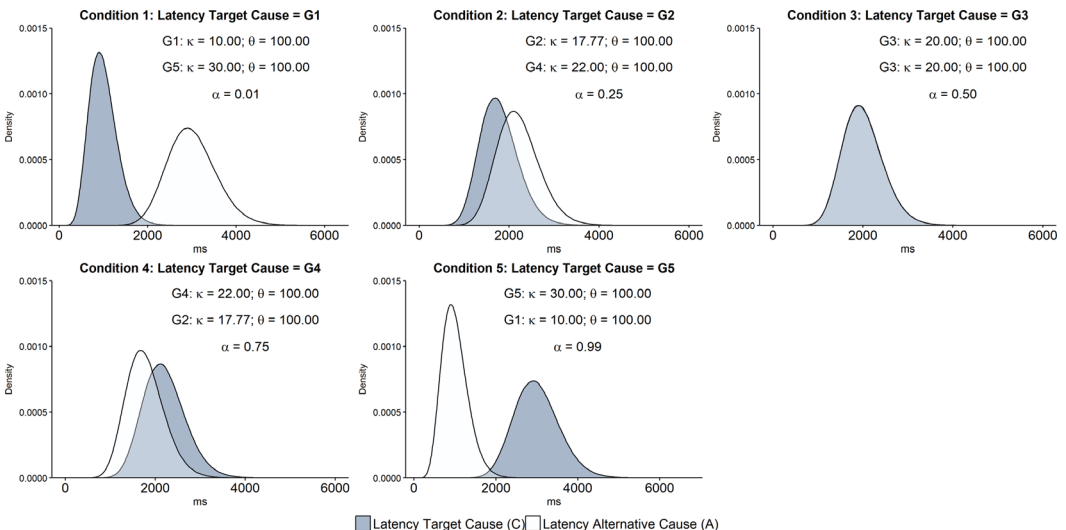 Condition 1: Latency Target Cause = G1
0.0015
0.0010
0.0005
0.0000
Density
G1: κ = 10.00; θ = 100.00
G5: κ = 30.00; θ = 100.00
α = 0.01
0 2000 4000 6000
ms
Condition 2: Latency Target Cause = G2
0.0015
0.0010
0.0005
0.0000
Density
G2: κ = 17.77; θ = 100.00
G4: κ = 22.00; θ = 100.00
α = 0.25
0 2000 4000 6000
ms
Condition 3: Latency Target Cause = G3
0.0015
0.0010
0.0005
0.0000
Density
G3: κ = 20.00; θ = 100.00
G3: κ = 20.00; θ = 100.00
α = 0.50
0 2000 4000 6000
ms
Condition 4: Latency Target Cause = G4
0.0015
0.0010
0.0005
0.0000
Density
G4: κ = 22.00; θ = 100.00
G2: κ = 17.77; θ = 100.00
α = 0.75
0 2000 4000 6000
ms
Condition 5: Latency Target Cause = G5
0.0015
0.0010
0.0005
0.0000
Density
G5: κ = 30.00; θ = 100.00
G1: κ = 10.00; θ = 100.00
α = 0.99
0 2000 4000 6000
ms
Latency Target Cause (C) Latency Alternative Cause (A)